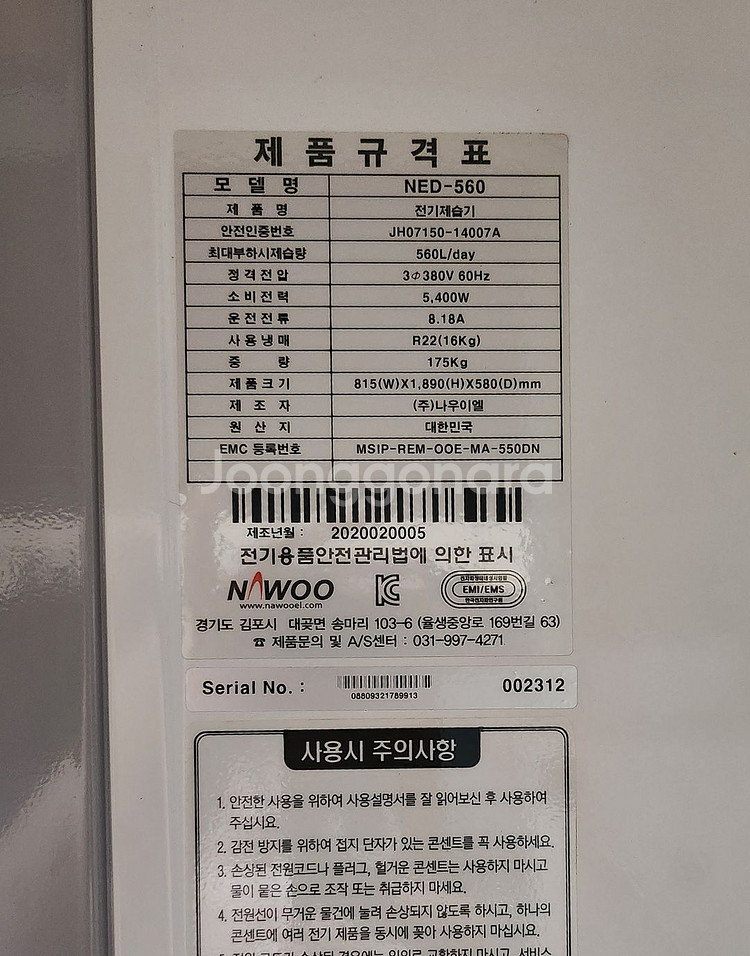 제품규격표
모델명 NED-560
제품명 전기제습기
안전인증번호 JH07150-14007A
최대부하시제습량 560L/day
정격전압 3Φ380V 60Hz
소비전력 5,400W
운전전류 8.18A
사용냉매 R22(16Kg)
중량 175Kg
제품크기 815(W)X1,890(H)X580(D)mm
제조자 (주)나우이엘
원산지 대한민국
EMC 등록번호 MSIP-REM-OOE-MA-550DN
Joonggonara
제조년월 : 2020020005
전기용품안전관리법에 의한 표시
NAWOO
www.nawooel.com
KC
EMI/EMS
경기도 김포시 대곶면 송마리 103-6 (율생중앙로 169번길 63)
☎ 제품문의 및 A/S센터 : 031-997-4271
Serial No. : 002312
08809321789913
사용시 주의사항
1. 안전한 사용을 위하여 사용설명서를 잘 읽어보신 후 사용하여
주십시요.
2. 감전 방지를 위하여 접지 단자가 있는 콘센트를 꼭 사용하세요.
3. 손상된 전원코드나 플러그, 헐거운 콘센트는 사용하지 마시고
물이 뭍은 손으로 조작 또는 취급하지 마세요.
4. 전원선이 무거운 물건에 눌려 손상되지 않도록 하시고, 하나의
콘센트에 여러 전기 제품을 동시에 꽂아 사용하지 마십시요.